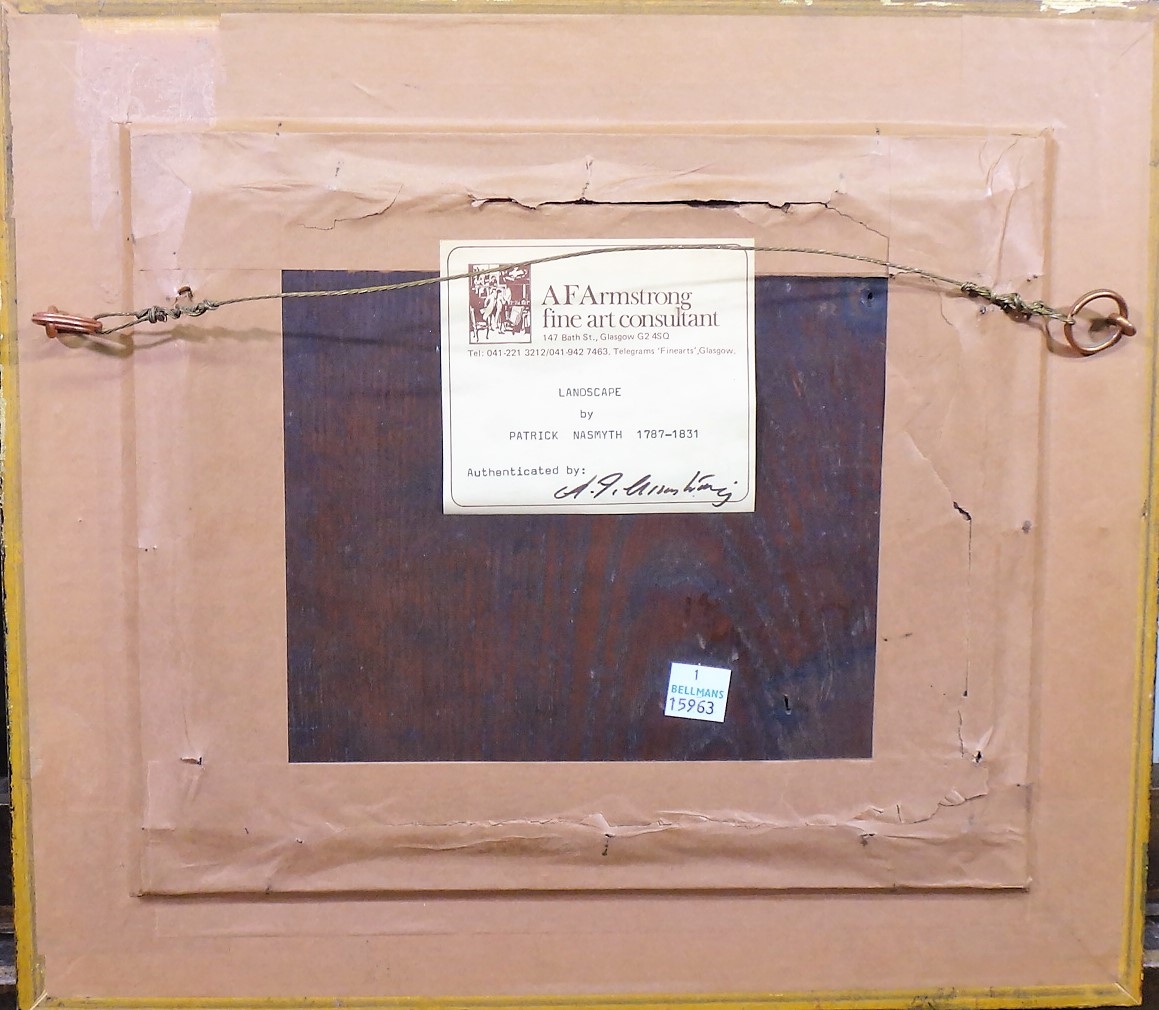 AFArmstrong
fine art consultant
147 Bath St., Glasgow G2 4SQ
Tel: 041-221 3212/041-942 7463. Telegrams 'Finearts',Glasgow.
LANDSCAPE
by
PATRICK NASMYTH 1787-1831
Authenticated by:
A. F. Armstrong
1
BELLMANS
15963